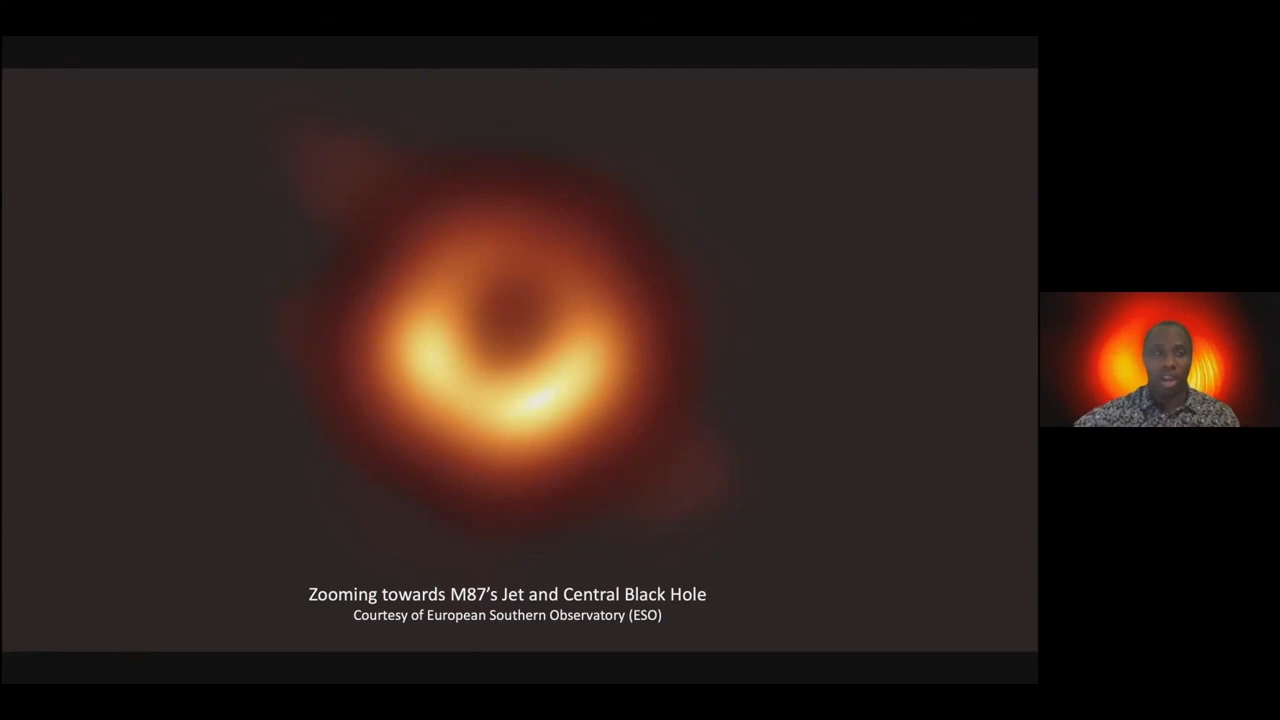 Zooming towards M87’s Jet and Central Black Hole
Courtesy of European Southern Observatory (ESO)